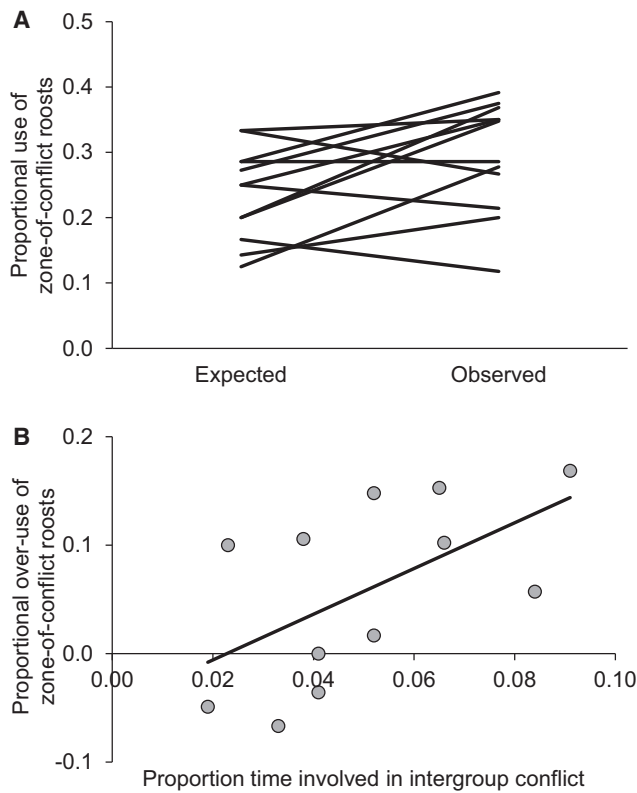 A
0.5
0.4
0.3
0.2
0.1
0.0
Proportional use of
zone-of-conflict roosts
Expected
Observed
B
0.2
0.1
0.0
-0.1
Proportional over-use of
zone-of-conflict roosts
0.00
0.02
0.04
0.06
0.08
0.10
Proportion time involved in intergroup conflict